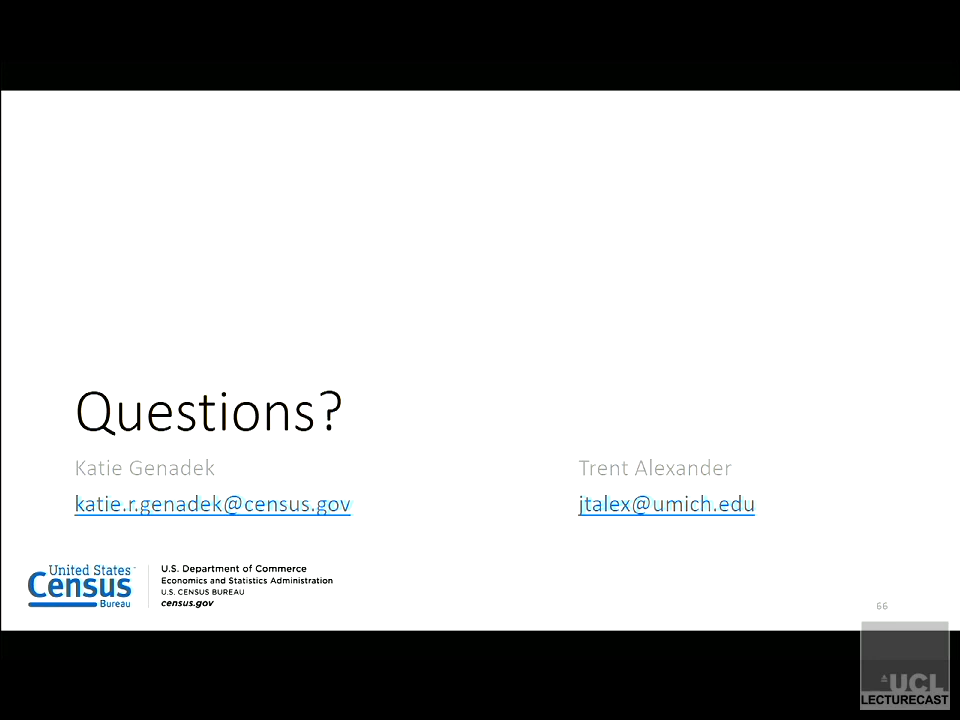 Questions?
Katie Genadek
katie.r.genadek@census.gov
Trent Alexander
jtalex@umich.edu
United States™
Census
Bureau
U.S. Department of Commerce
Economics and Statistics Administration
U.S. CENSUS BUREAU
census.gov
66
UCL
LECTURECAST